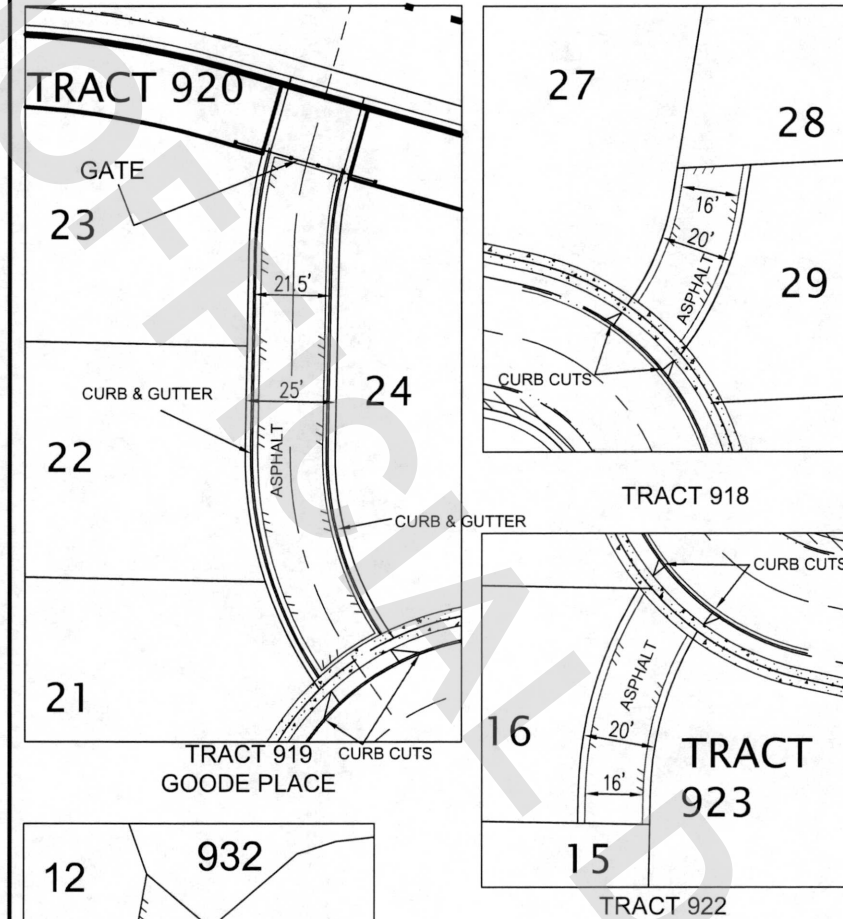 TRACT 920
GATE
23
21.5'
25'
CURB & GUTTER
24
22
ASPHALT
CURB & GUTTER
21
TRACT 919
CURB CUTS
GOODE PLACE
27
28
16'
20'
ASPHALT
29
CURB CUTS
TRACT 918
CURB CUTS
ASPHALT
16
20'
TRACT
923
16'
15
TRACT 922
12
932
OFFICIAL